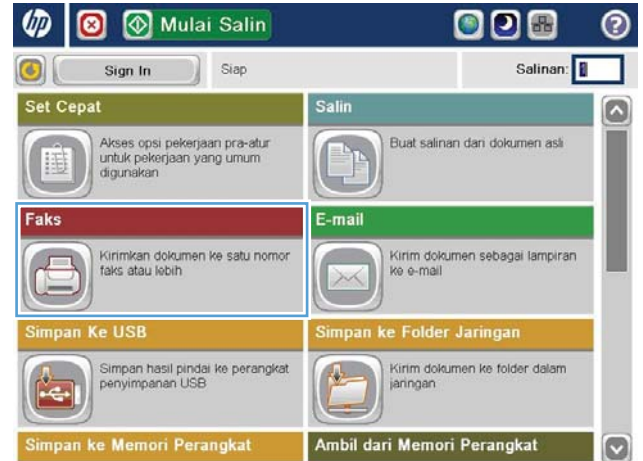 hp
Mulai Salin
?
Sign In
Siap
Salinan:
Set Cepat
Salin
Akses opsi pekerjaan pra-atur
untuk pekerjaan yang umum
digunakan
Buat salinan dari dokumen asli
Faks
E-mail
Kirimkan dokumen ke satu nomor
faks atau lebih
Kirim dokumen sebagai lampiran
ke e-mail
Simpan Ke USB
Simpan ke Folder Jaringan
Simpan hasil pindai ke perangkat
penyimpanan USB
Kirim dokumen ke folder dalam
jaringan
Simpan ke Memori Perangkat
Ambil dari Memori Perangkat